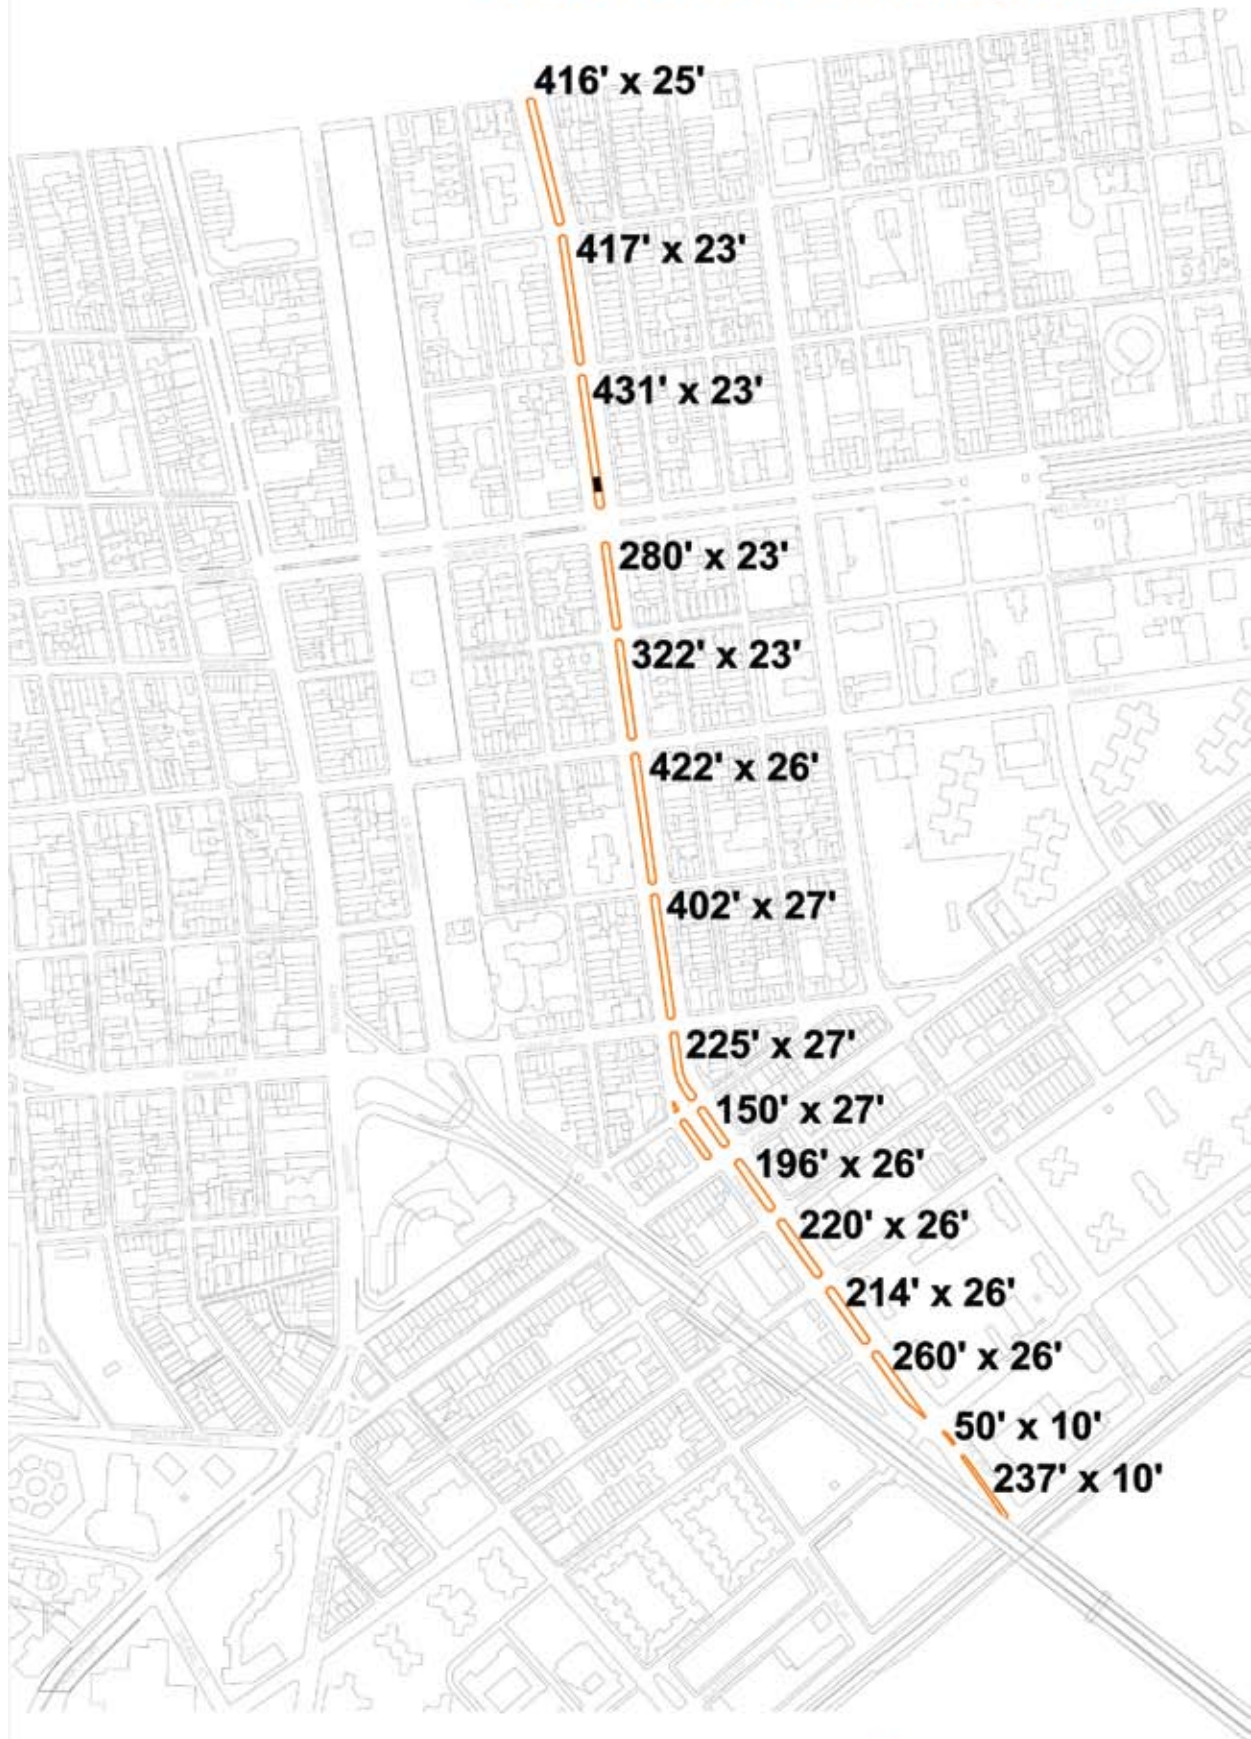 416' x 25'
417' x 23'
431' x 23'
280' x 23'
322' x 23'
422' x 26'
402' x 27'
225' x 27'
150' x 27'
196' x 26'
220' x 26'
214' x 26'
260' x 26'
50' x 10'
237' x 10'